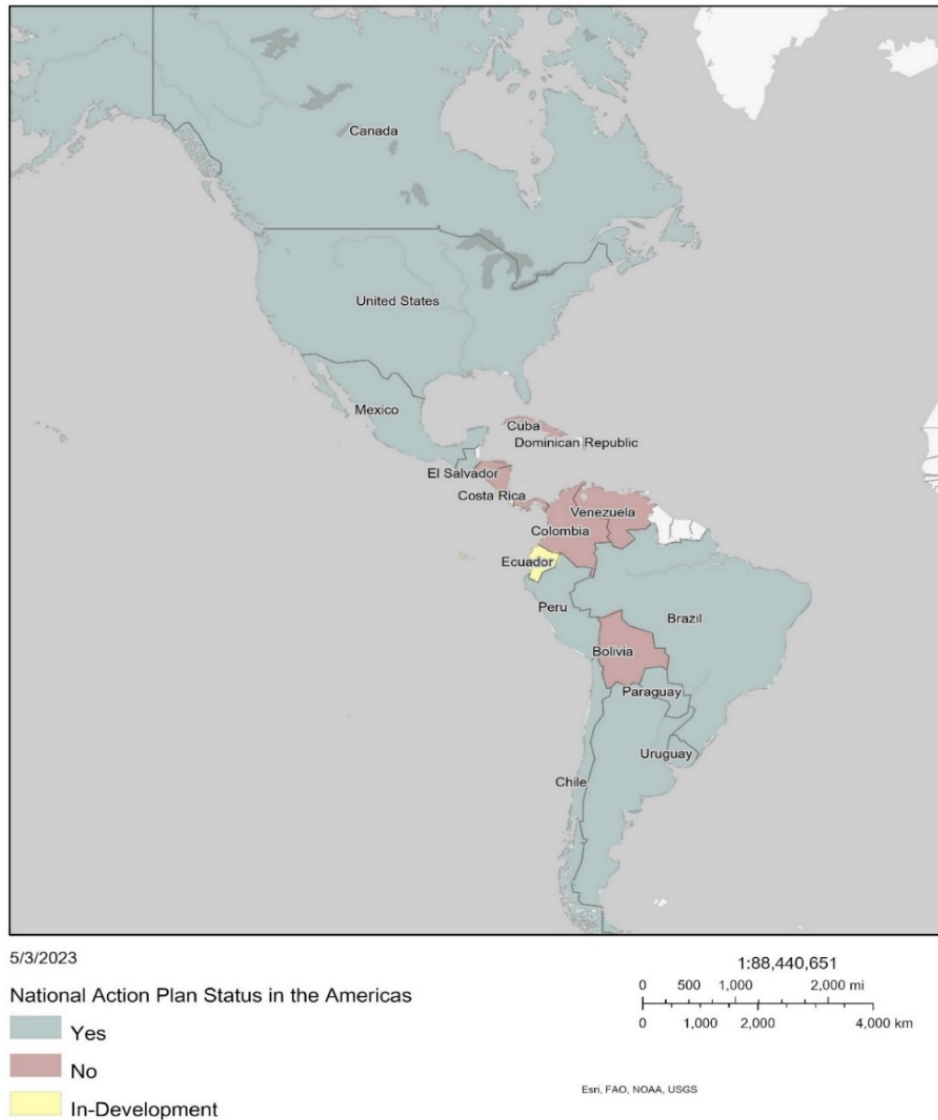 Canada
United States
Mexico
Cuba
Dominican Republic
El Salvador
Costa Rica
Venezuela
Colombia
Ecuador
Peru
Brazil
Bolivia
Paraguay
Uruguay
Chile
5/3/2023
1:88,440,651
0 500 1,000 2,000 mi
0 1,000 2,000 4,000 km
National Action Plan Status in the Americas
Yes
No
In-Development
Esri, FAO, NOAA, USGS